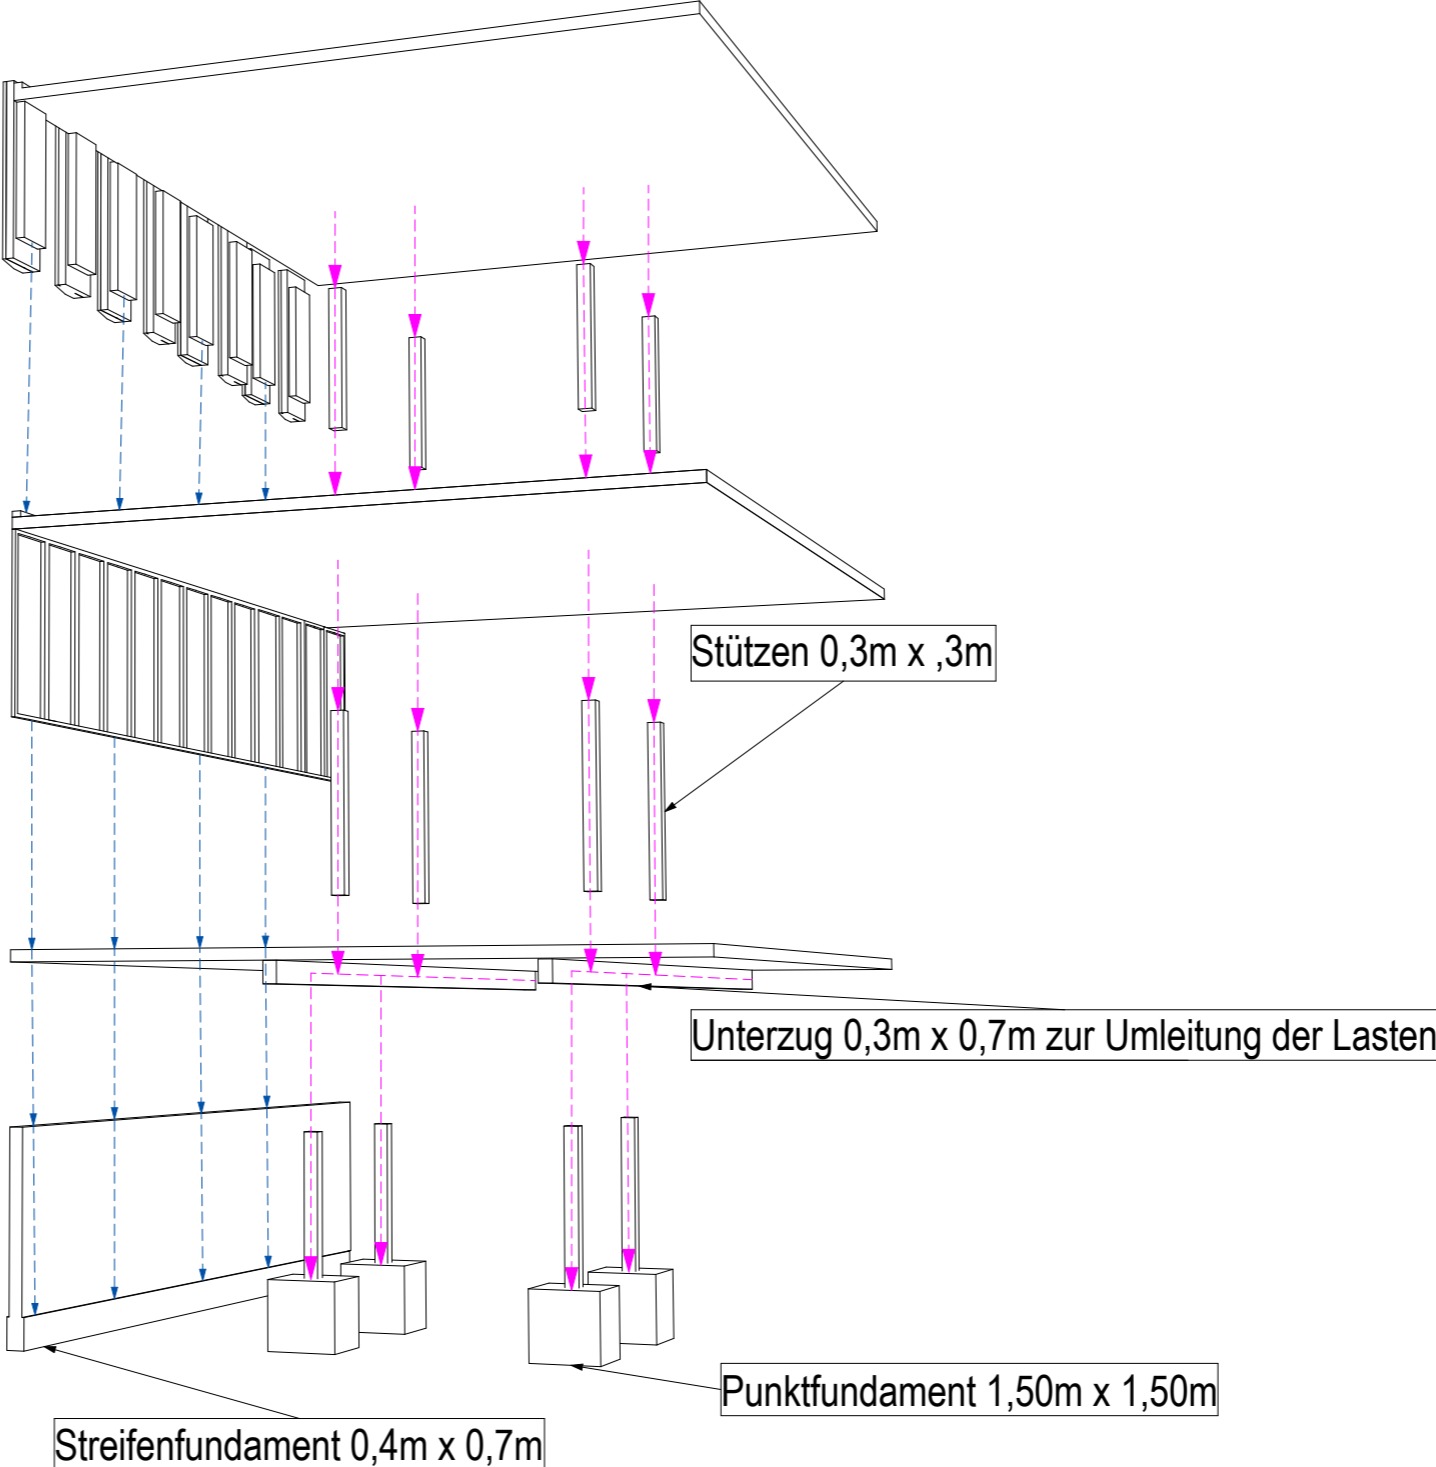 Stützen 0,3m x ,3m
Unterzug 0,3m x 0,7m zur Umleitung der Lasten
Punktfundament 1,50m x 1,50m
Streifenfundament 0,4m x 0,7m